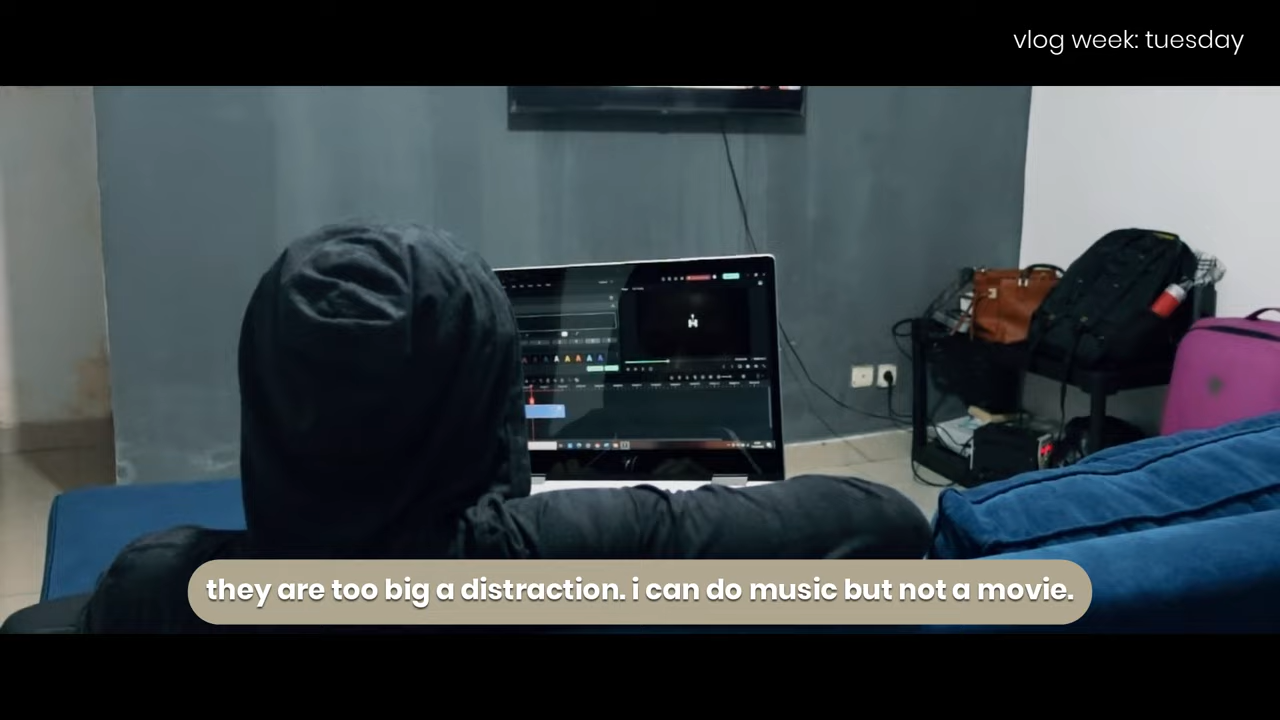 vlog week: tuesday
they are too big a distraction. i can do music but not a movie.